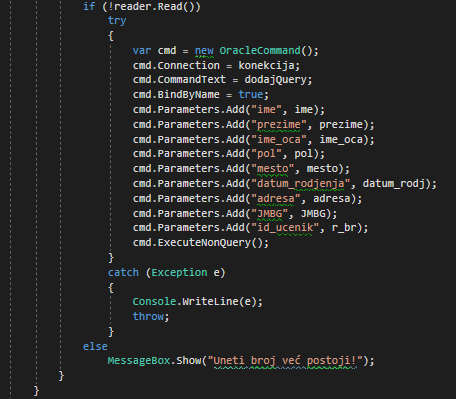 if (!reader.Read())
try
{
var cmd = new OracleCommand();
cmd.Connection = konekcija;
cmd.CommandText = dodajQuery;
cmd.BindByName = true;
cmd.Parameters.Add("ime", ime);
cmd.Parameters.Add("prezime", prezime);
cmd.Parameters.Add("ime_oca", ime_oca);
cmd.Parameters.Add("pol", pol);
cmd.Parameters.Add("mesto", mesto);
cmd.Parameters.Add("datum_rodjenja", datum_rodj);
cmd.Parameters.Add("adresa", adresa);
cmd.Parameters.Add("JMBG", JMBG);
cmd.Parameters.Add("id_ucenik", r_br);
cmd.ExecuteNonQuery();
}
catch (Exception e)
{
Console.WriteLine(e);
throw;
}
else
MessageBox.Show("Uneti broj već postoji!");
}
}